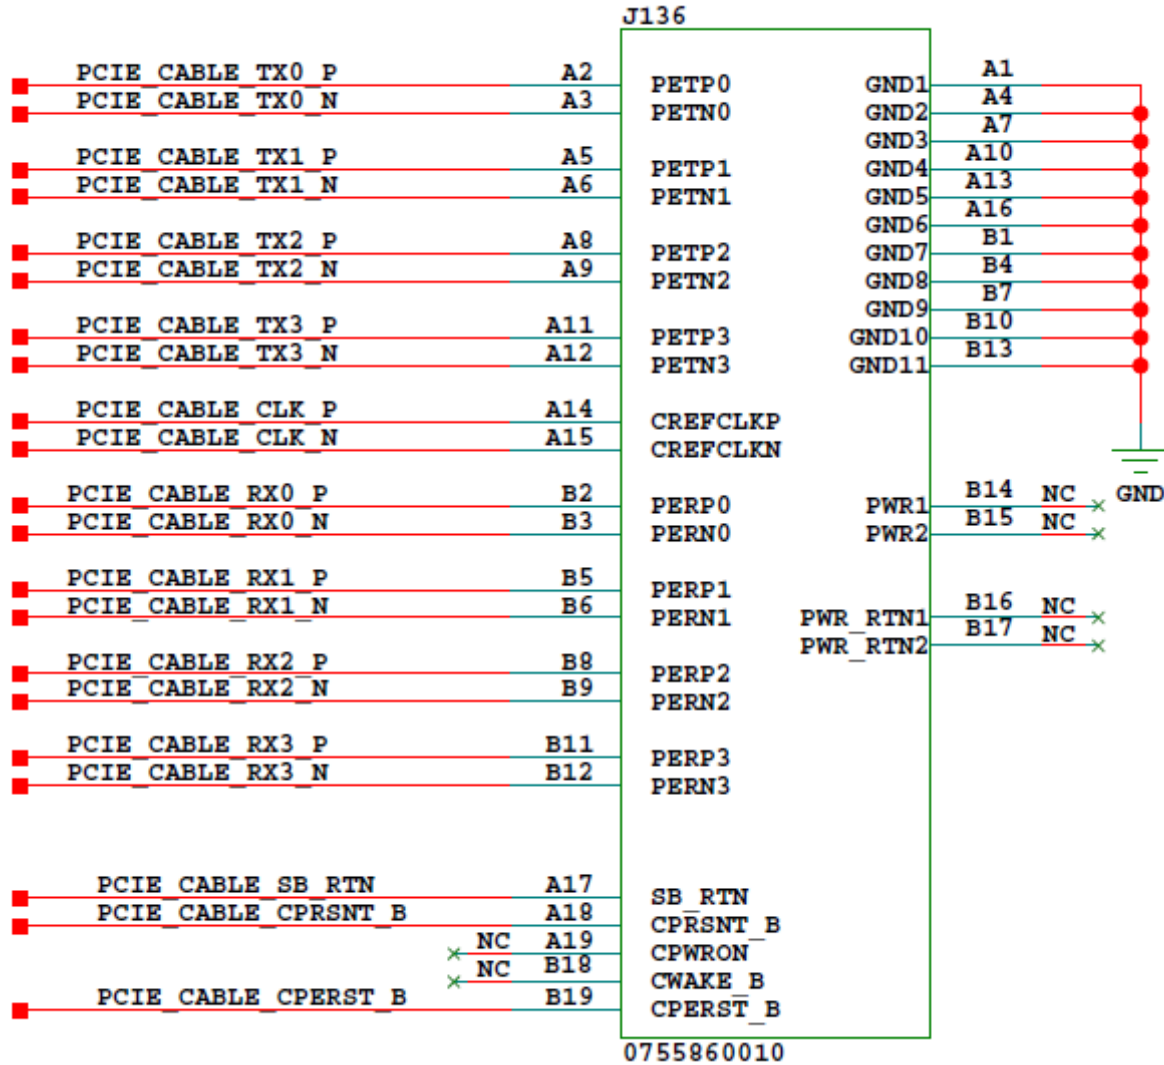 J136
PCIE_CABLE_TX0_P A2 PETP0 GND1 A1
PCIE_CABLE_TX0_N A3 PETN0 GND2 A4
GND3 A7
PCIE_CABLE_TX1_P A5 PETP1 GND4 A10
PCIE_CABLE_TX1_N A6 PETN1 GND5 A13
GND6 A16
PCIE_CABLE_TX2_P A8 PETP2 GND7 B1
PCIE_CABLE_TX2_N A9 PETN2 GND8 B4
GND9 B7
PCIE_CABLE_TX3_P A11 PETP3 GND10 B10
PCIE_CABLE_TX3_N A12 PETN3 GND11 B13
PCIE_CABLE_CLK_P A14 CREFCLKP
PCIE_CABLE_CLK_N A15 CREFCLKN
GND
PCIE_CABLE_RX0_P B2 PERP0 PWR1 B14 NC
PCIE_CABLE_RX0_N B3 PERN0 PWR2 B15 NC
PCIE_CABLE_RX1_P B5 PERP1
PCIE_CABLE_RX1_N B6 PERN1 PWR_RTN1 B16 NC
PWR_RTN2 B17 NC
PCIE_CABLE_RX2_P B8 PERP2
PCIE_CABLE_RX2_N B9 PERN2
PCIE_CABLE_RX3_P B11 PERP3
PCIE_CABLE_RX3_N B12 PERN3
PCIE_CABLE_SB_RTN A17 SB_RTN
PCIE_CABLE_CPRSNT_B A18 CPRSNT_B
NC A19 CPWRON
NC B18 CWAKE_B
PCIE_CABLE_CPERST_B B19 CPERST_B
0755860010